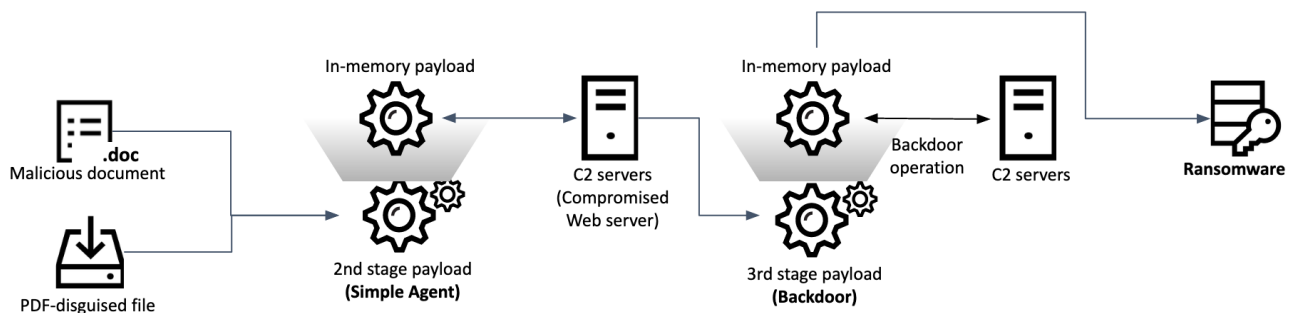 .doc
Malicious document
PDF-disguised file
In-memory payload
2nd stage payload
(Simple Agent)
C2 servers
(Compromised
Web server)
In-memory payload
3rd stage payload
(Backdoor)
Backdoor
operation
C2 servers
Ransomware